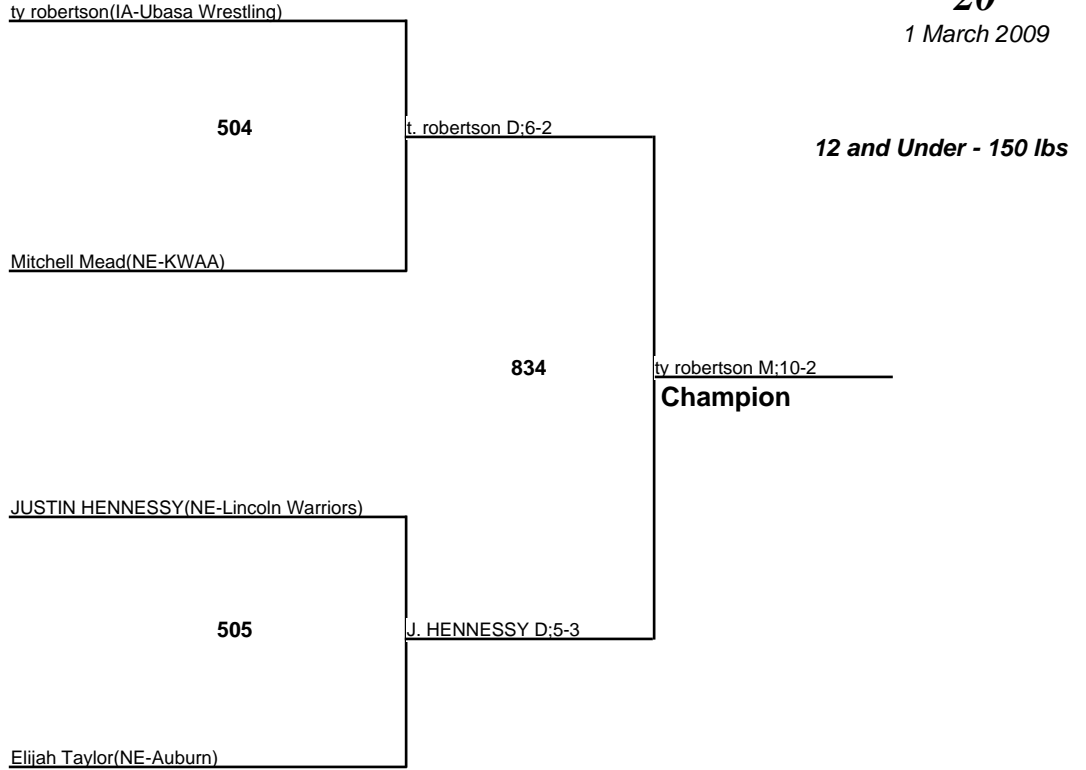 ty robertson(IA-Ubasa Wrestling)
20
1 March 2009
504
t. robertson D;6-2
12 and Under - 150 lbs
Mitchell Mead(NE-KWAA)
834
ty robertson M;10-2
Champion
JUSTIN HENNESSY(NE-Lincoln Warriors)
505
J. HENNESSY D;5-3
Elijah Taylor(NE-Auburn)